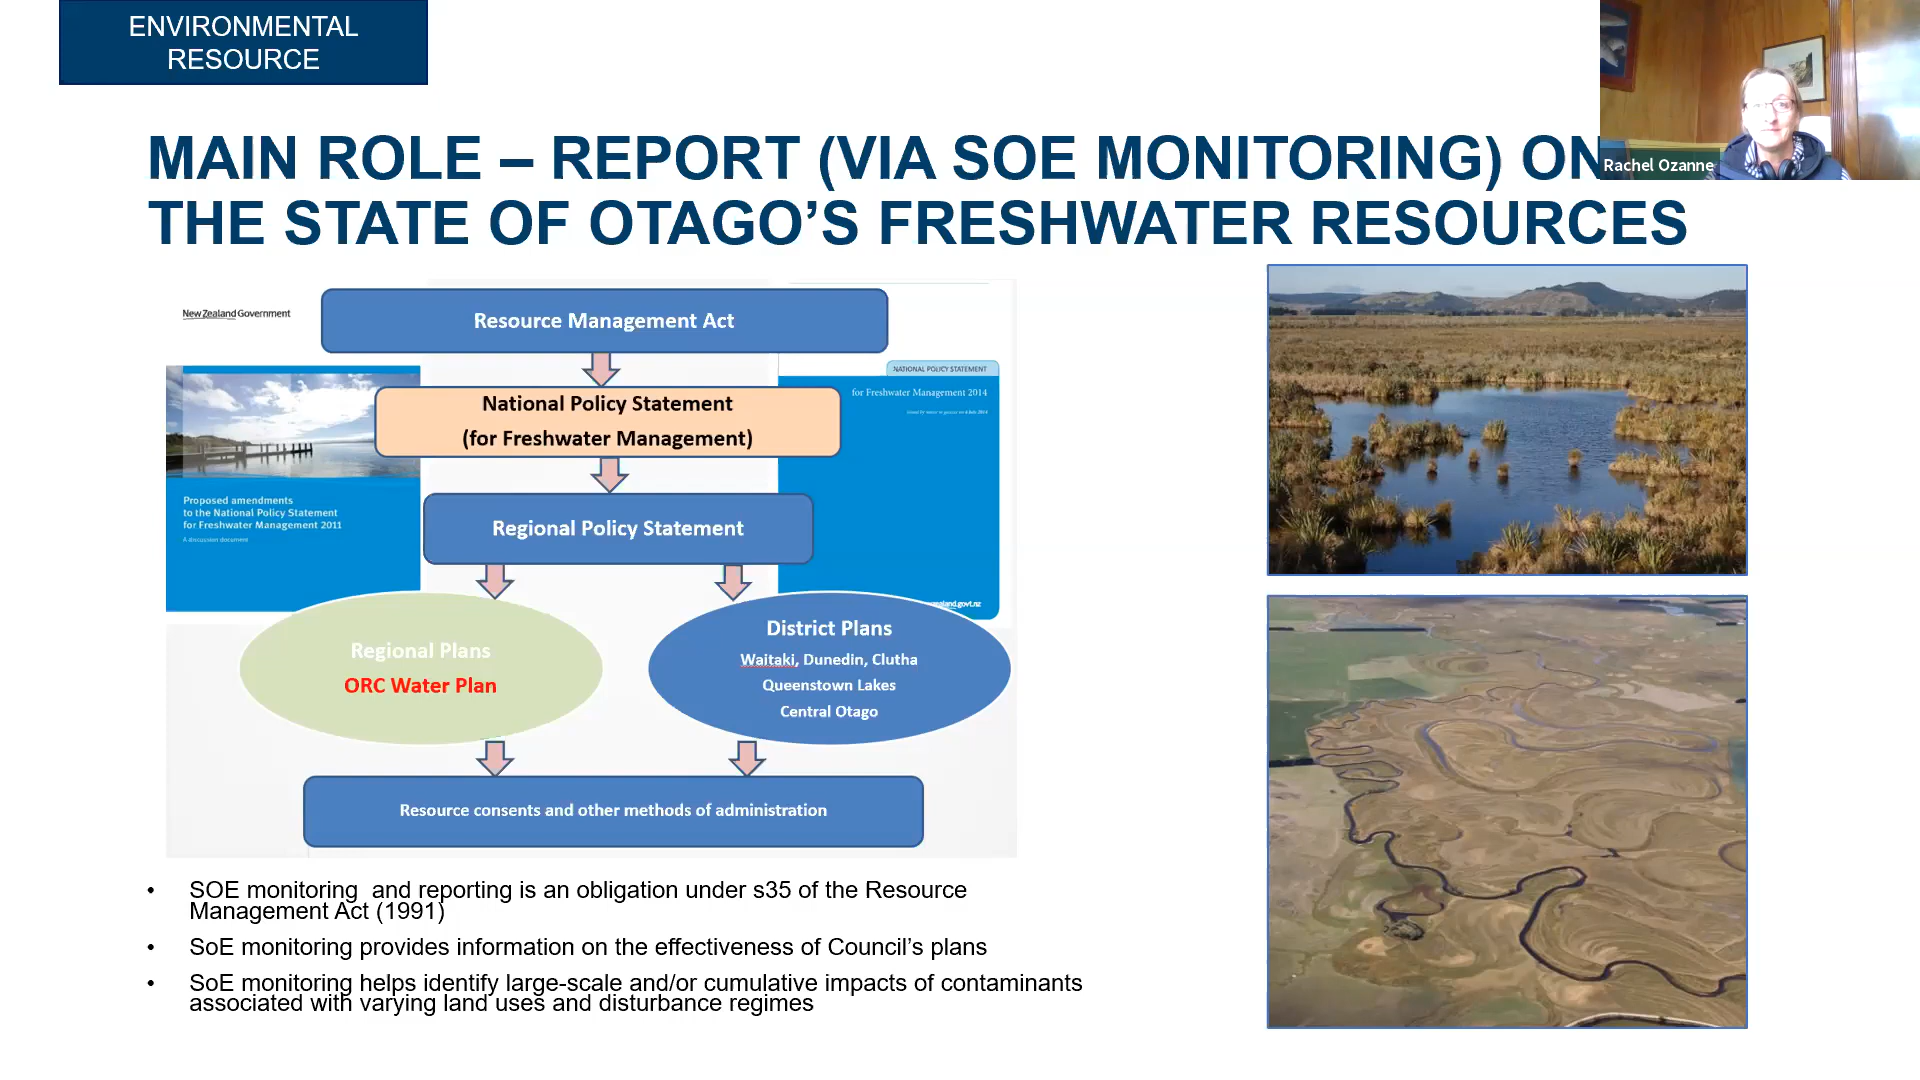 ENVIRONMENTAL
RESOURCE
Rachel Ozanne
MAIN ROLE – REPORT (VIA SOE MONITORING) ON
THE STATE OF OTAGO’S FRESHWATER RESOURCES
New Zealand Government
Resource Management Act
NATIONAL POLICY STATEMENT
for Freshwater Management 2014
National Policy Statement
(for Freshwater Management)
Proposed amendments
to the National Policy Statement
for Freshwater Management 2011
A discussion document
Regional Policy Statement
Regional Plans
ORC Water Plan
District Plans
Waitaki, Dunedin, Clutha
Queenstown Lakes
Central Otago
Resource consents and other methods of administration
• SOE monitoring  and reporting is an obligation under s35 of the Resource
Management Act (1991)
• SoE monitoring provides information on the effectiveness of Council’s plans
• SoE monitoring helps identify large-scale and/or cumulative impacts of contaminants
associated with varying land uses and disturbance regimes